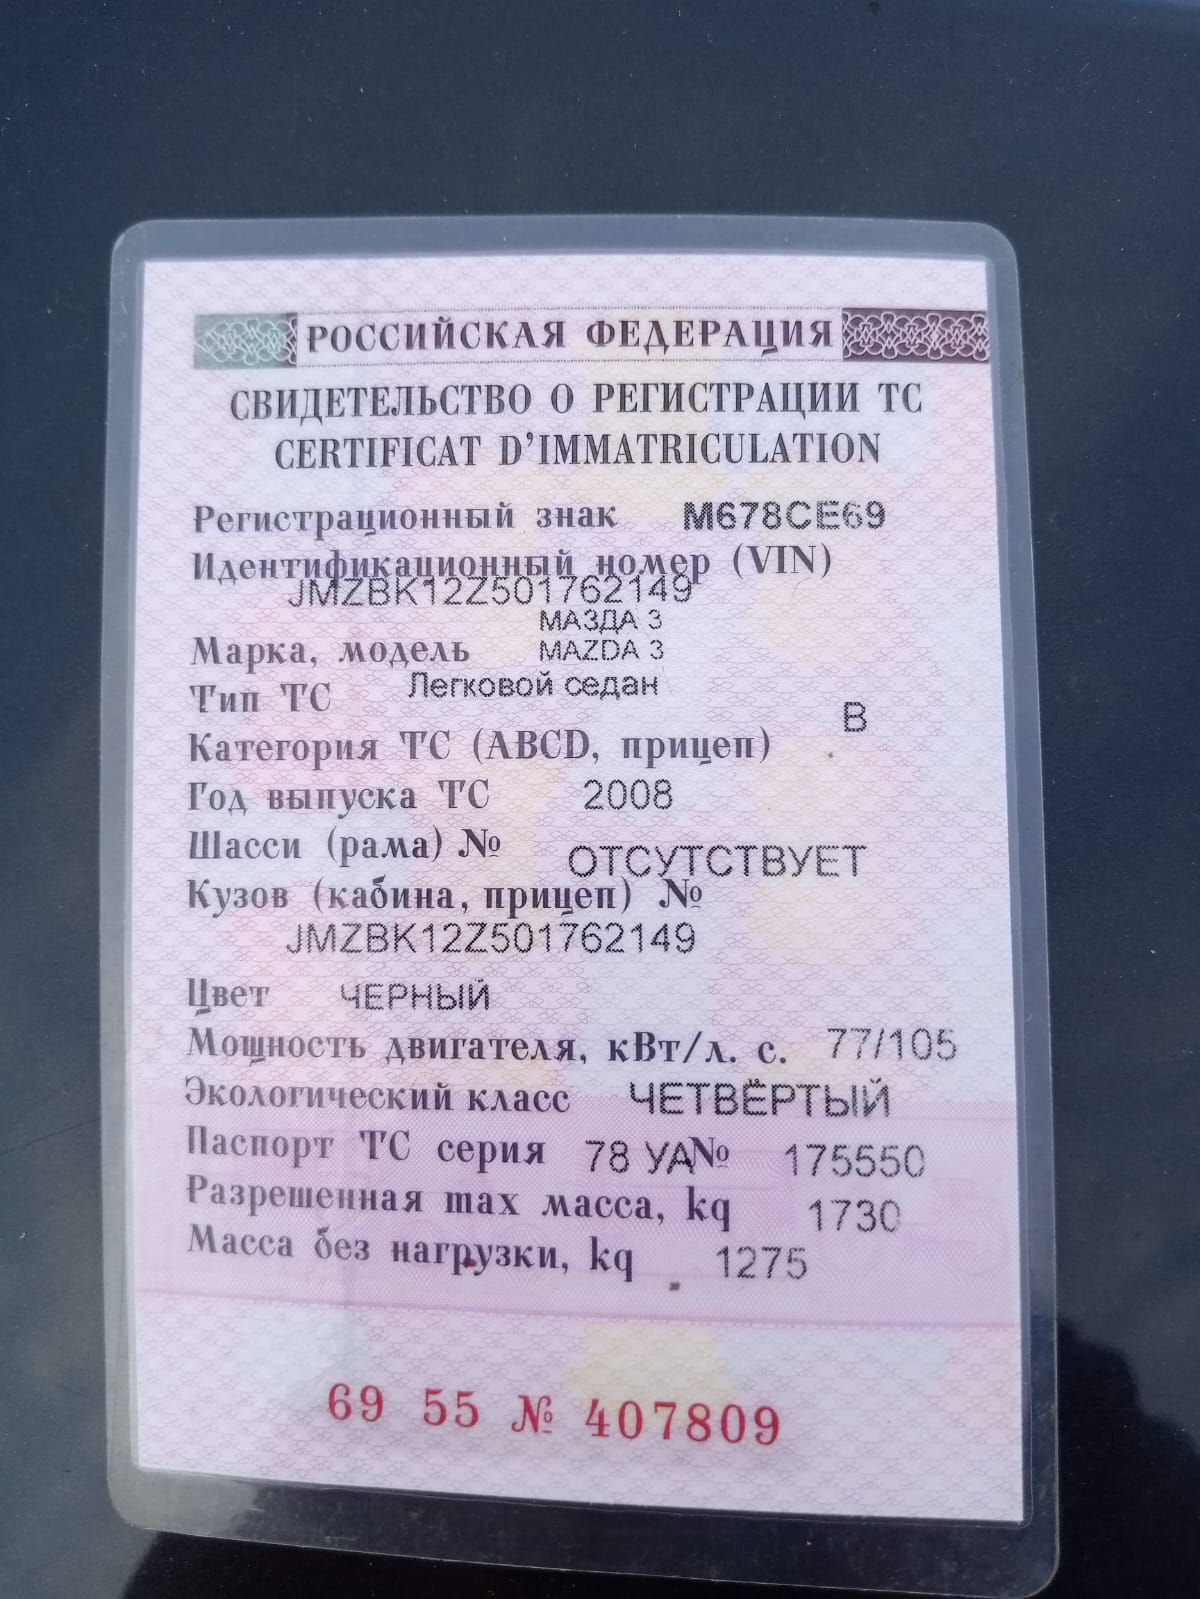 РОССИЙСКАЯ ФЕДЕРАЦИЯ
СВИДЕТЕЛЬСТВО О РЕГИСТРАЦИИ ТС
CERTIFICAT D'IMMATRICULATION
Регистрационный знак М678СЕ69
Идентификационный номер (VIN)
JMZBK12Z501762149
МАЗДА 3
Марка, модель MAZDA 3
Тип ТС Легковой седан
Категория ТС (ABCD, прицеп) B
Год выпуска ТС 2008
Шасси (рама) № ОТСУТСТВУЕТ
Кузов (кабина, прицеп) №
JMZBK12Z501762149
Цвет ЧЕРНЫЙ
Мощность двигателя, кВт/л. с. 77/105
Экологический класс ЧЕТВЁРТЫЙ
Паспорт ТС серия 78 УА № 175550
Разрешенная max масса, kg 1730
Масса без нагрузки, kg 1275
69 55 № 407809